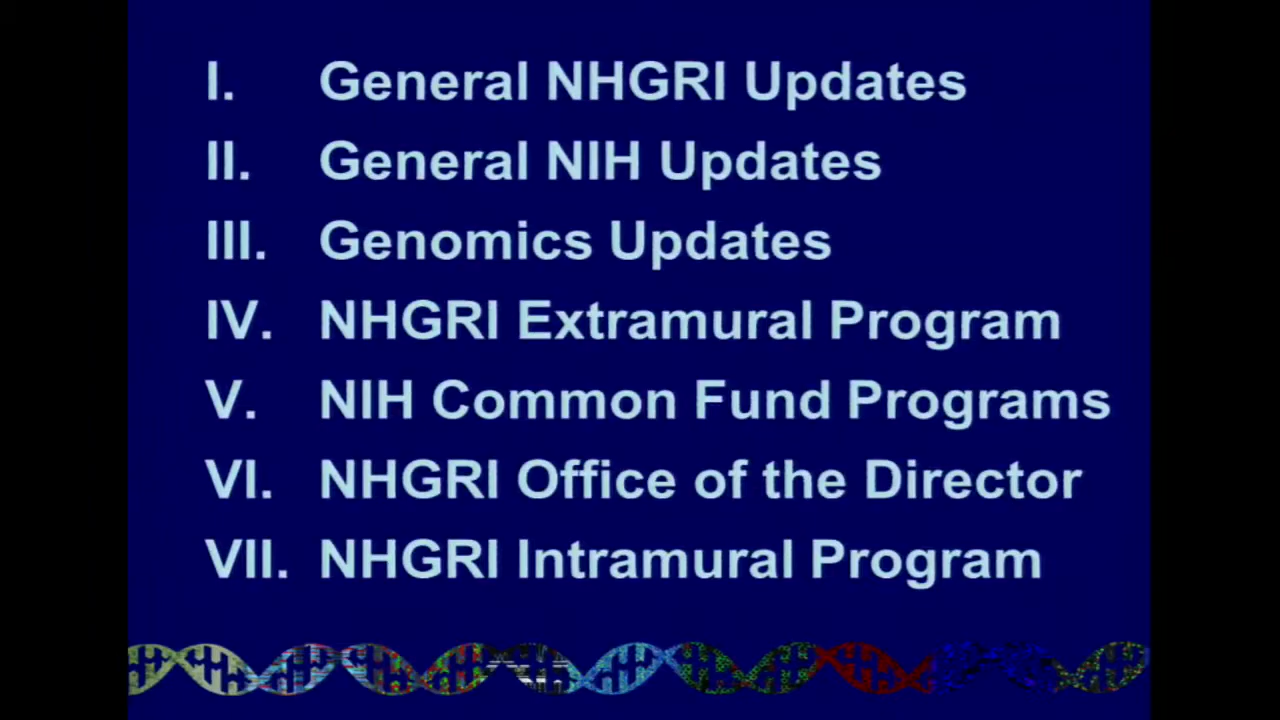 I. General NHGRI Updates
II. General NIH Updates
III. Genomics Updates
IV. NHGRI Extramural Program
V. NIH Common Fund Programs
VI. NHGRI Office of the Director
VII. NHGRI Intramural Program